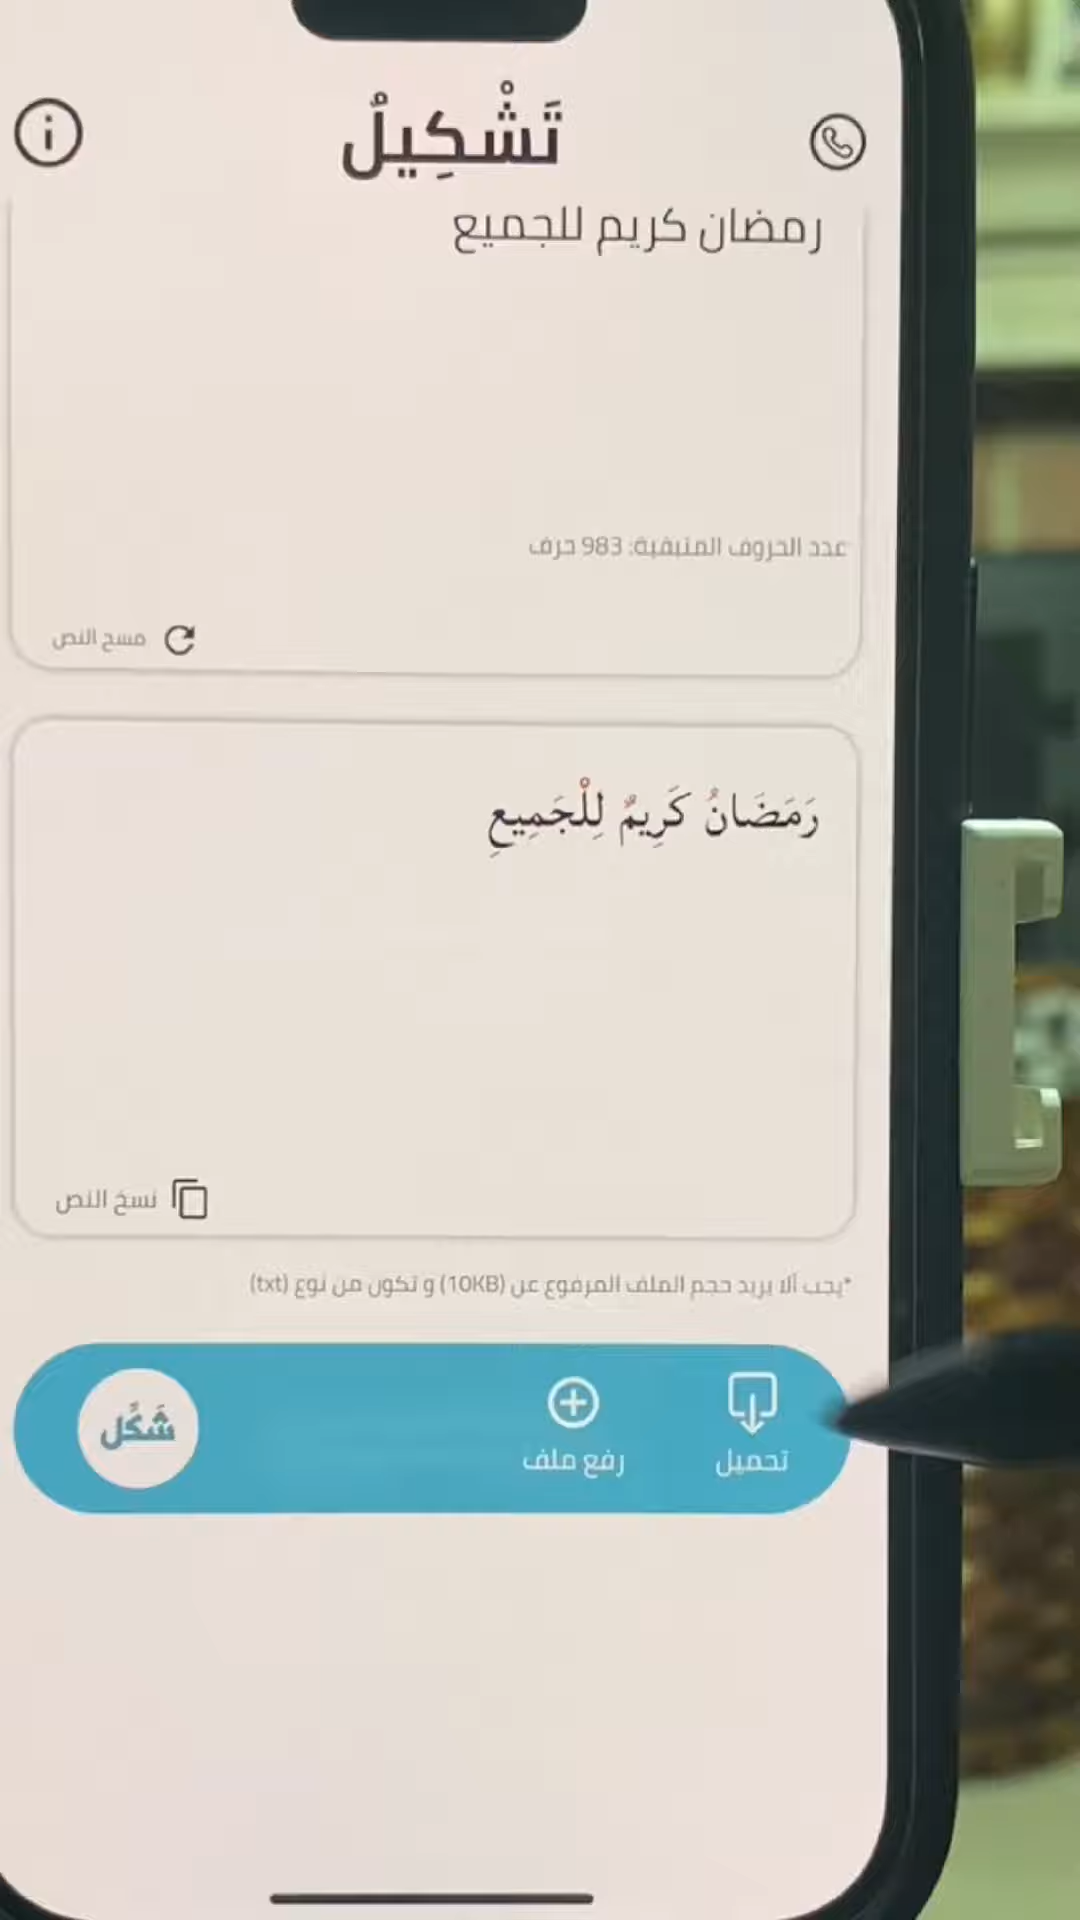 تَشْكِيلٌ
رمضان كريم للجميع
عدد الحروف المتبقية: 983 حرف
مسح النص
رَمَضَانُ كَرِيمٌ لِلْجَمِيعِ
نسخ النص
*يجب ألا يزيد حجم الملف المرفوع عن (10KB) و تكون من نوع (txt)
تحميل
رفع ملف
شَكِّل